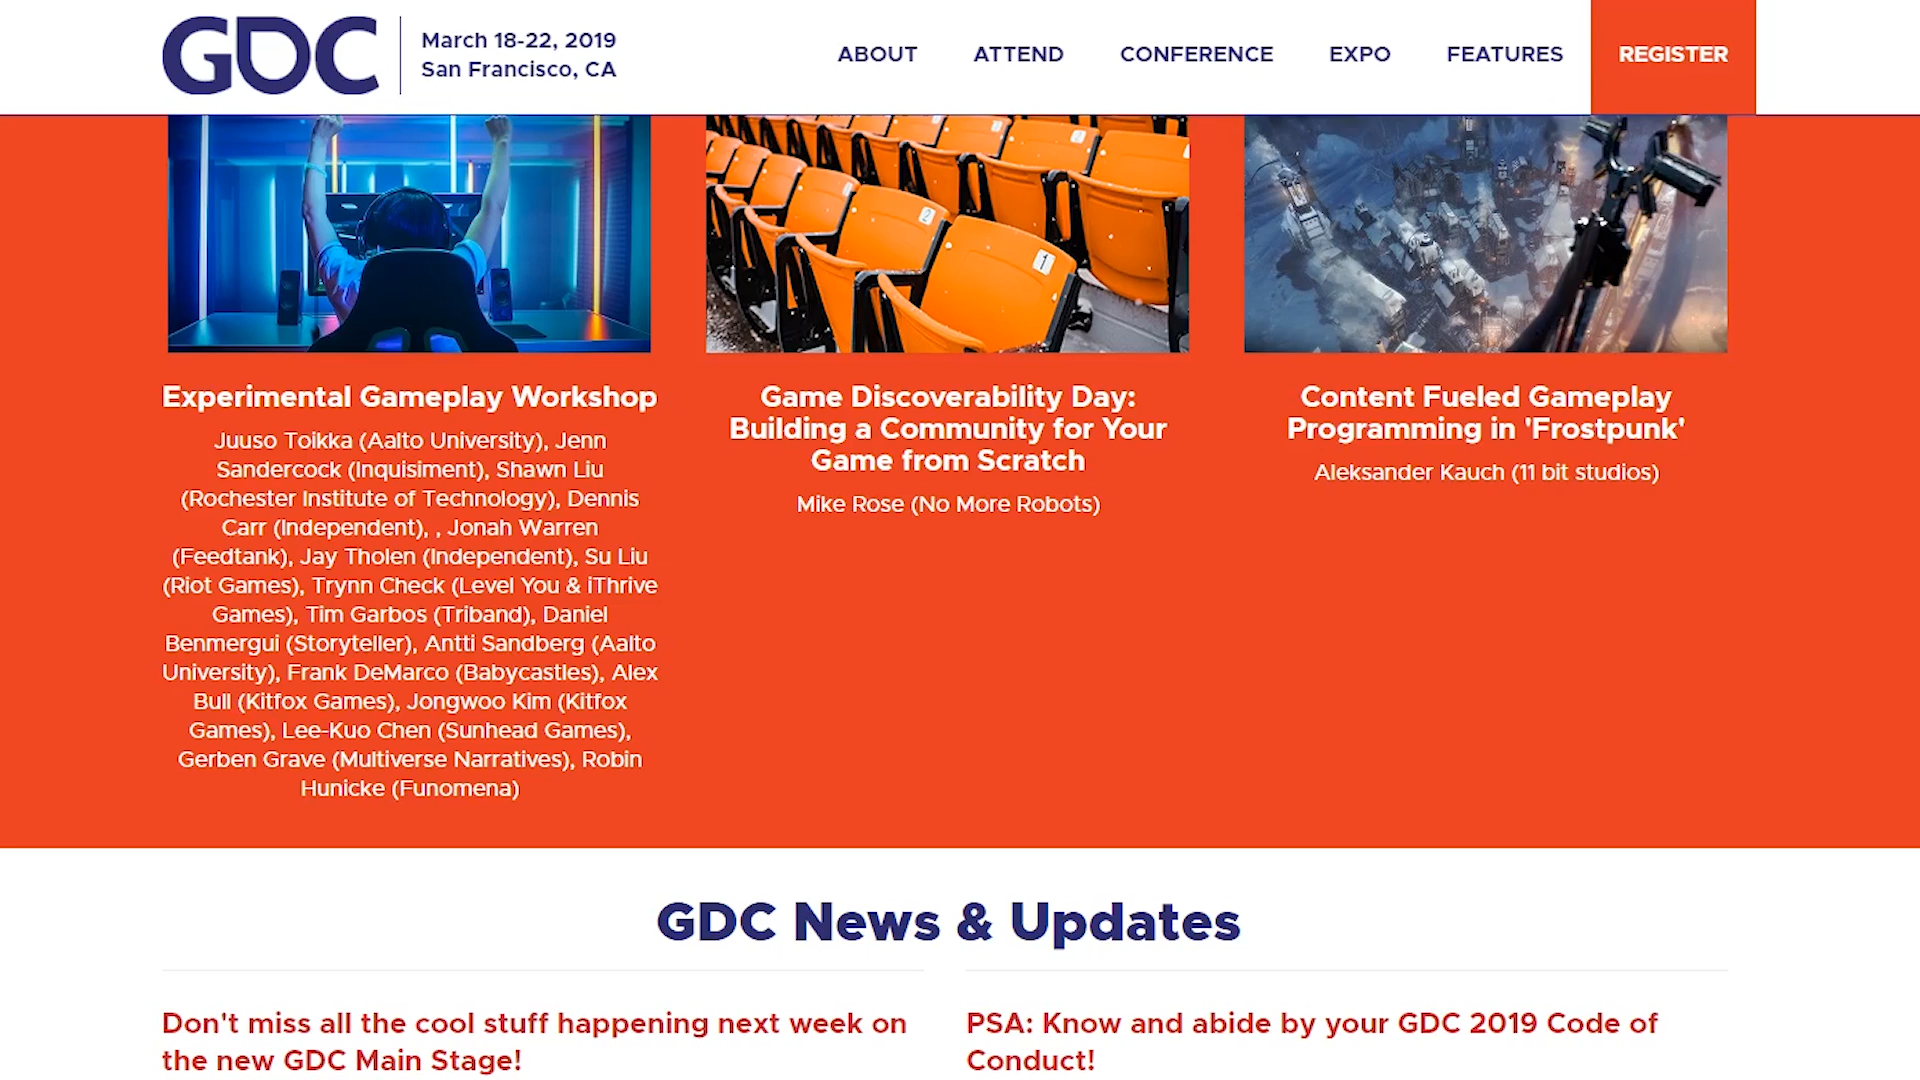 GDC
March 18-22, 2019
San Francisco, CA
ABOUT
ATTEND
CONFERENCE
EXPO
FEATURES
REGISTER
2
1
Experimental Gameplay Workshop
Juuso Toikka (Aalto University), Jenn
Sandercock (Inquisiment), Shawn Liu
(Rochester Institute of Technology), Dennis
Carr (Independent), , Jonah Warren
(Feedtank), Jay Tholen (Independent), Su Liu
(Riot Games), Trynn Check (Level You & iThrive
Games), Tim Garbos (Triband), Daniel
Benmergui (Storyteller), Antti Sandberg (Aalto
University), Frank DeMarco (Babycastles), Alex
Bull (Kitfox Games), Jongwoo Kim (Kitfox
Games), Lee-Kuo Chen (Sunhead Games),
Gerben Grave (Multiverse Narratives), Robin
Hunicke (Funomena)
Game Discoverability Day:
Building a Community for Your
Game from Scratch
Mike Rose (No More Robots)
Content Fueled Gameplay
Programming in 'Frostpunk'
Aleksander Kauch (11 bit studios)
GDC News & Updates
Don't miss all the cool stuff happening next week on
the new GDC Main Stage!
PSA: Know and abide by your GDC 2019 Code of
Conduct!